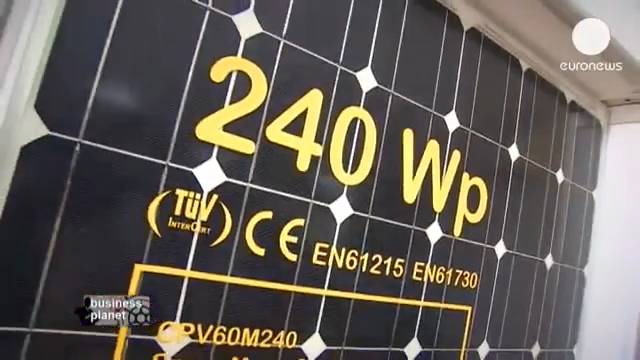 euronews
240 Wp
TÜV
INTERCERT
CE EN61215 EN61730
business
planet
CPV60M240